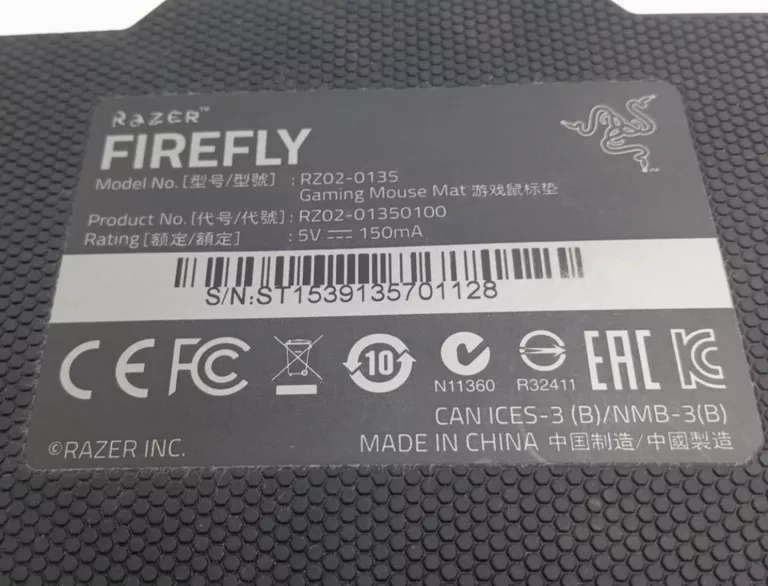 RAZER™
FIREFLY
Model No. [型号/型號] : RZ02-0135
Gaming Mouse Mat 游戏鼠标垫
Product No. [代号/代號] : RZ02-01350100
Rating [额定/額定] : 5V ⎓ 150mA
S/N:ST1539135701128
CE FC 10 N11360 R32411 EAC KC
CAN ICES-3 (B)/NMB-3(B)
©RAZER INC. MADE IN CHINA 中国制造/中國製造